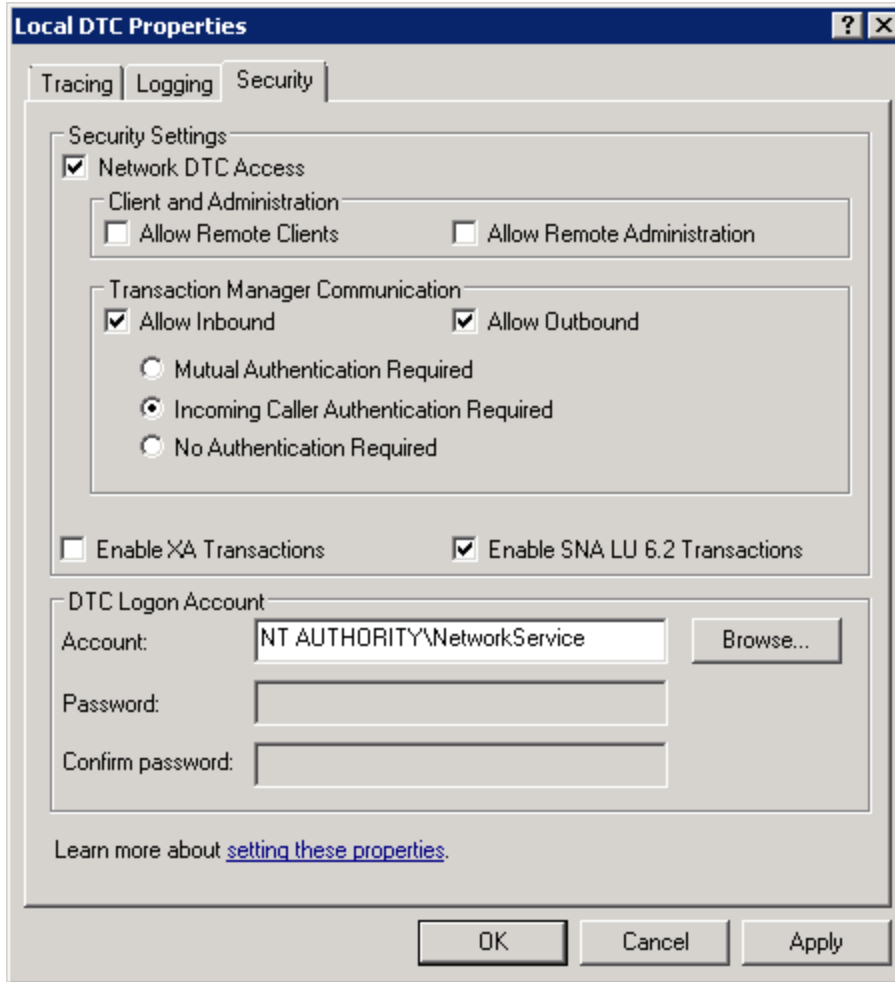 Local DTC Properties
Tracing Logging Security
Security Settings
Network DTC Access
Client and Administration
Allow Remote Clients Allow Remote Administration
Transaction Manager Communication
Allow Inbound Allow Outbound
Mutual Authentication Required
Incoming Caller Authentication Required
No Authentication Required
Enable XA Transactions Enable SNA LU 6.2 Transactions
DTC Logon Account
Account: NT AUTHORITY\NetworkService Browse...
Password:
Confirm password:
Learn more about setting these properties.
OK Cancel Apply